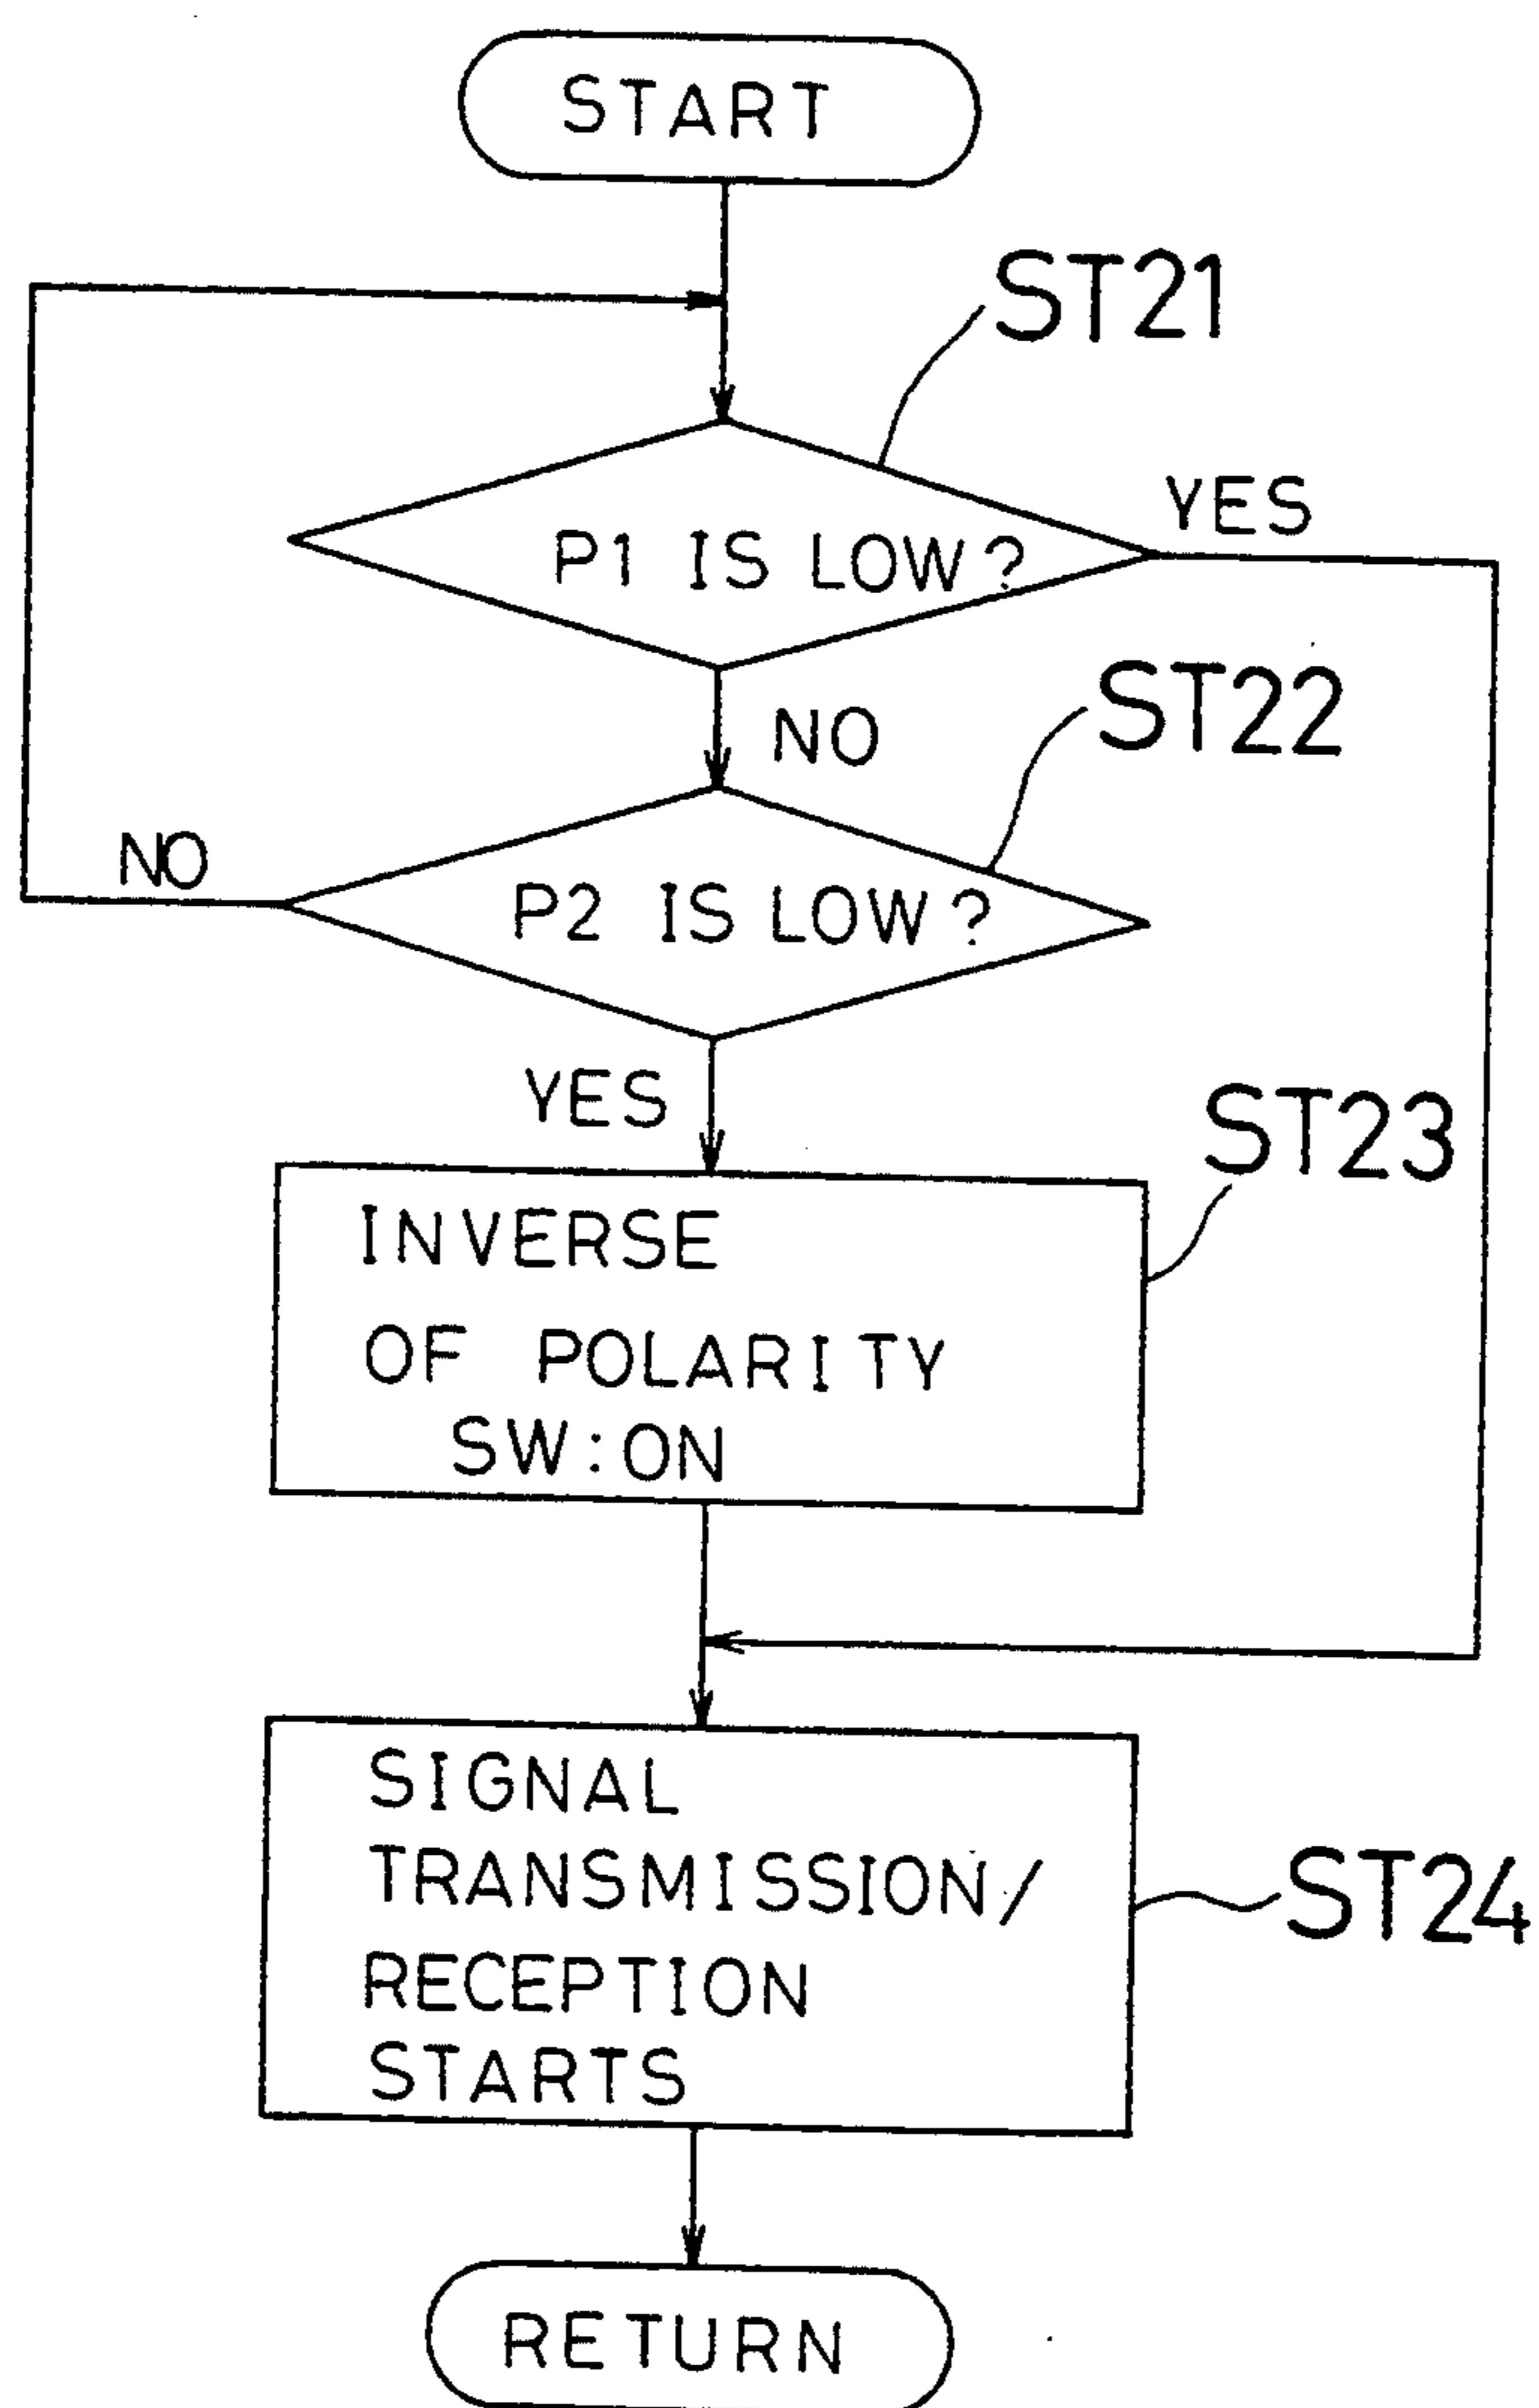 START
ST21
YES
P1 IS LOW?
ST22
NO
NO
P2 IS LOW?
YES
ST23
INVERSE
OF POLARITY
SW:ON
SIGNAL
TRANSMISSION/
ST24
RECEPTION
STARTS
RETURN